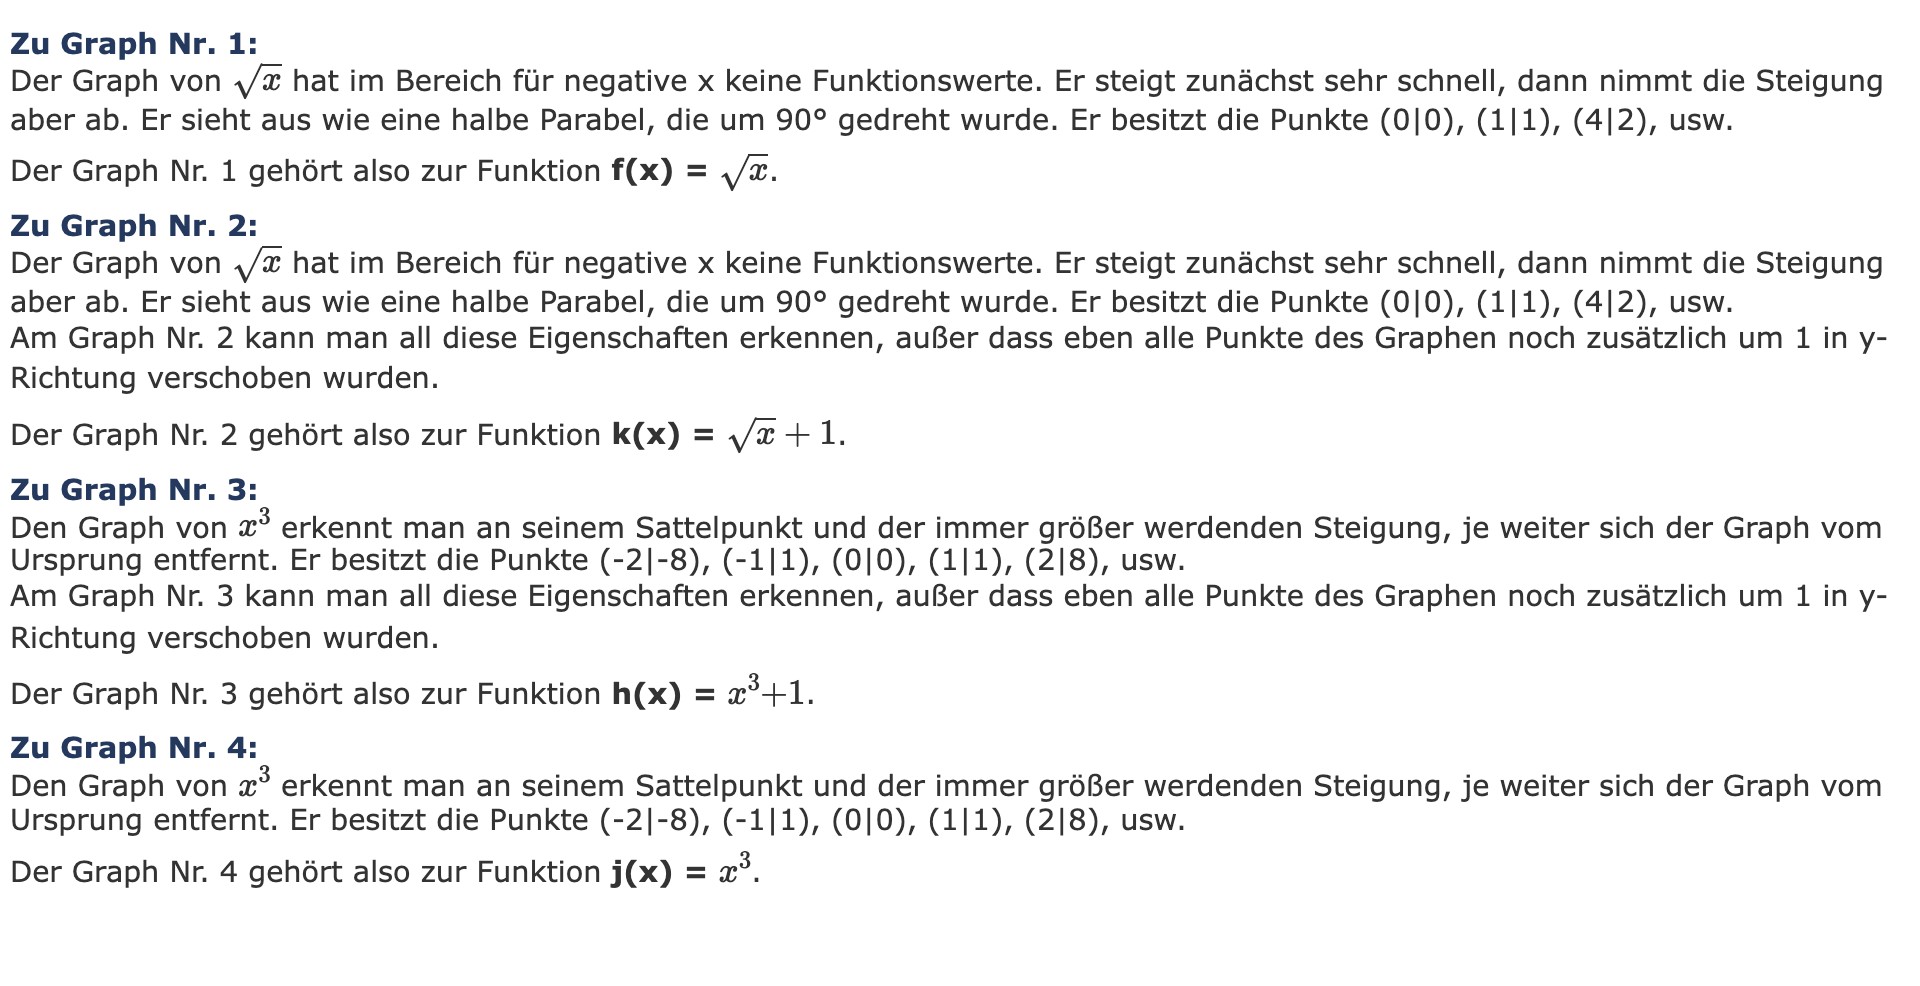 Zu Graph Nr. 1:
Der Graph von √x hat im Bereich für negative x keine Funktionswerte. Er steigt zunächst sehr schnell, dann nimmt die Steigung
aber ab. Er sieht aus wie eine halbe Parabel, die um 90° gedreht wurde. Er besitzt die Punkte (0|0), (1|1), (4|2), usw.
Der Graph Nr. 1 gehört also zur Funktion f(x) = √x.
Zu Graph Nr. 2:
Der Graph von √x hat im Bereich für negative x keine Funktionswerte. Er steigt zunächst sehr schnell, dann nimmt die Steigung
aber ab. Er sieht aus wie eine halbe Parabel, die um 90° gedreht wurde. Er besitzt die Punkte (0|0), (1|1), (4|2), usw.
Am Graph Nr. 2 kann man all diese Eigenschaften erkennen, außer dass eben alle Punkte des Graphen noch zusätzlich um 1 in y-
Richtung verschoben wurden.
Der Graph Nr. 2 gehört also zur Funktion k(x) = √x + 1.
Zu Graph Nr. 3:
Den Graph von x³ erkennt man an seinem Sattelpunkt und der immer größer werdenden Steigung, je weiter sich der Graph vom
Ursprung entfernt. Er besitzt die Punkte (-2|-8), (-1|1), (0|0), (1|1), (2|8), usw.
Am Graph Nr. 3 kann man all diese Eigenschaften erkennen, außer dass eben alle Punkte des Graphen noch zusätzlich um 1 in y-
Richtung verschoben wurden.
Der Graph Nr. 3 gehört also zur Funktion h(x) = x³+1.
Zu Graph Nr. 4:
Den Graph von x³ erkennt man an seinem Sattelpunkt und der immer größer werdenden Steigung, je weiter sich der Graph vom
Ursprung entfernt. Er besitzt die Punkte (-2|-8), (-1|1), (0|0), (1|1), (2|8), usw.
Der Graph Nr. 4 gehört also zur Funktion j(x) = x³.